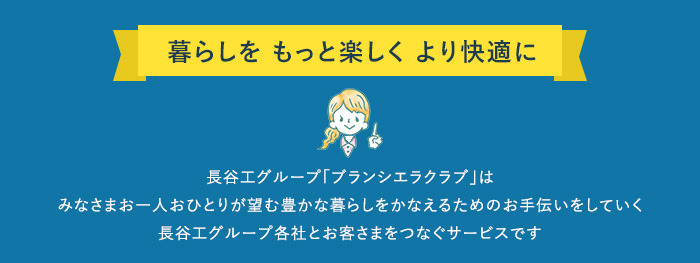 暮らしを もっと楽しく より快適に
長谷工グループ「ブランシエラクラブ」は
みなさまお一人おひとりが望む豊かな暮らしをかなえるためのお手伝いをしていく
長谷工グループ各社とお客さまをつなぐサービスです